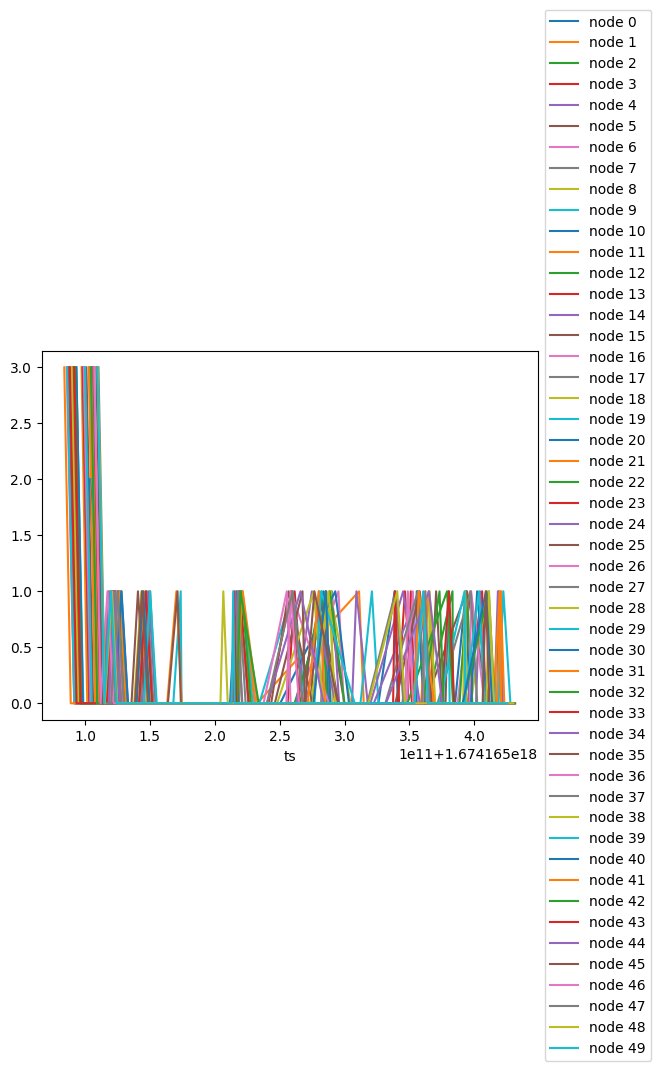 3.0
2.5
2.0
1.5
1.0
0.5
0.0
1.0 1.5 2.0 2.5 3.0 3.5 4.0
ts
1e11+1.674165e18
node 0
node 1
node 2
node 3
node 4
node 5
node 6
node 7
node 8
node 9
node 10
node 11
node 12
node 13
node 14
node 15
node 16
node 17
node 18
node 19
node 20
node 21
node 22
node 23
node 24
node 25
node 26
node 27
node 28
node 29
node 30
node 31
node 32
node 33
node 34
node 35
node 36
node 37
node 38
node 39
node 40
node 41
node 42
node 43
node 44
node 45
node 46
node 47
node 48
node 49